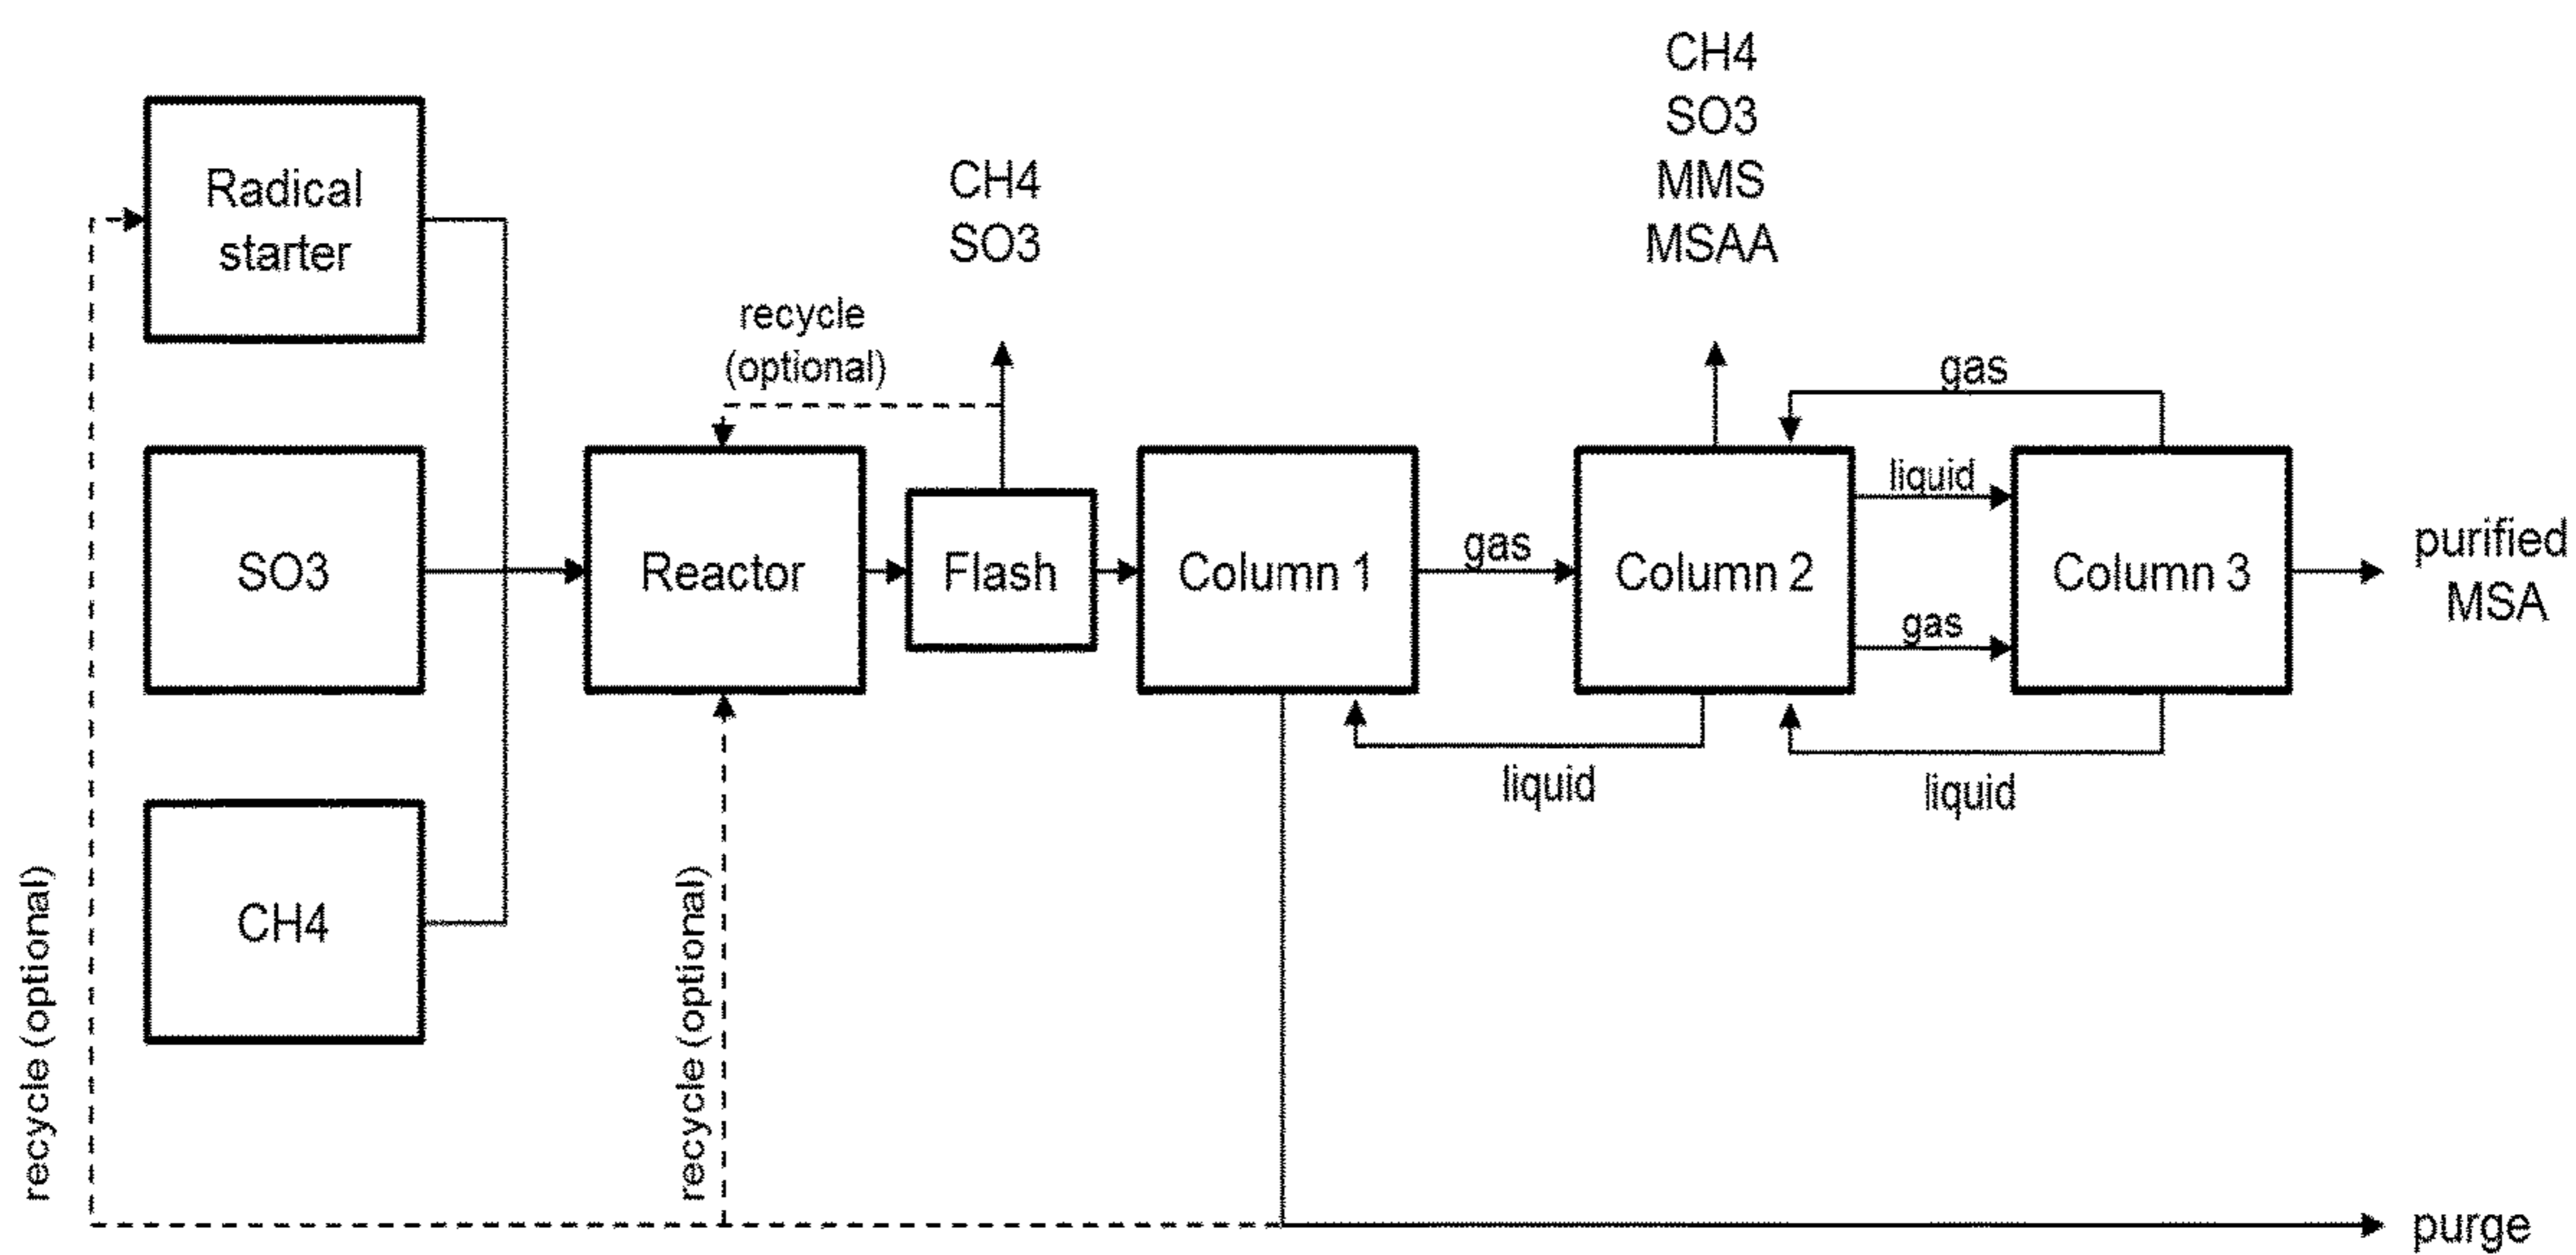 CH4
SO3
MMS
MSAA
CH4
SO3
Radical
starter
recycle
(optional)
gas
liquid
SO3
Reactor
Flash
Column 1
gas
Column 2
gas
Column 3
purified
MSA
liquid
liquid
CH4
recycle (optional)
recycle (optional)
purge